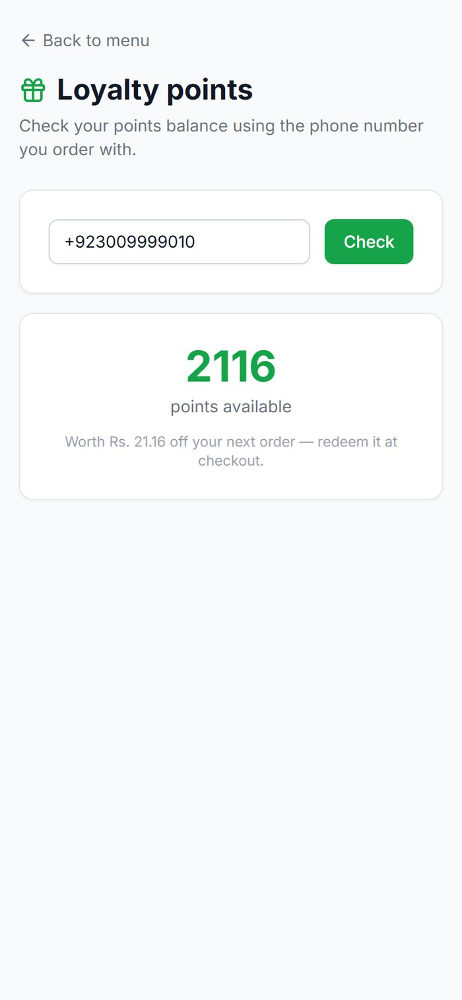 Back to menu
Loyalty points
Check your points balance using the phone number
you order with.
+923009999010
Check
2116
points available
Worth Rs. 21.16 off your next order — redeem it at
checkout.